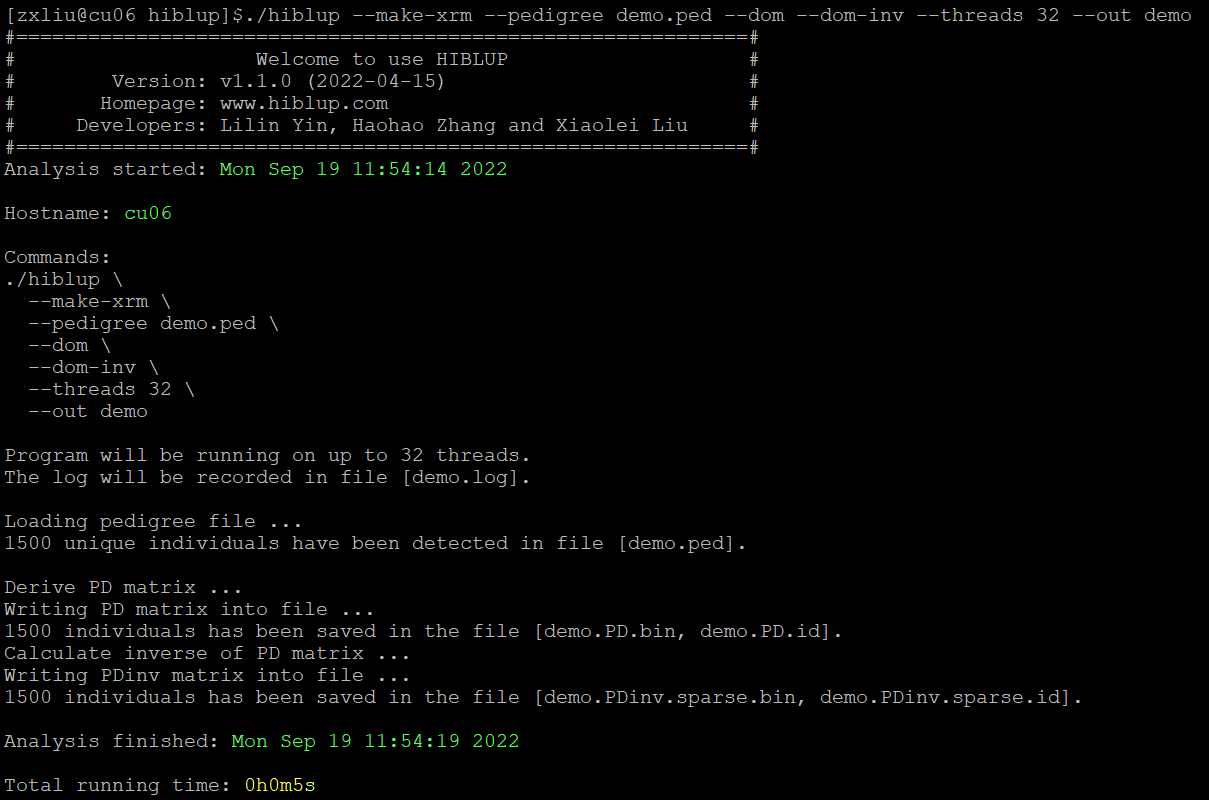 [zxliu@cu06 hiblup]$./hiblup --make-xrm --pedigree demo.ped --dom --dom-inv --threads 32 --out demo
#=============================================================#
#                    Welcome to use HIBLUP                    #
#        Version: v1.1.0 (2022-04-15)                         #
#       Homepage: www.hiblup.com                              #
#     Developers: Lilin Yin, Haohao Zhang and Xiaolei Liu     #
#=============================================================#
Analysis started: Mon Sep 19 11:54:14 2022

Hostname: cu06

Commands:
./hiblup \
  --make-xrm \
  --pedigree demo.ped \
  --dom \
  --dom-inv \
  --threads 32 \
  --out demo

Program will be running on up to 32 threads.
The log will be recorded in file [demo.log].

Loading pedigree file ...
1500 unique individuals have been detected in file [demo.ped].

Derive PD matrix ...
Writing PD matrix into file ...
1500 individuals has been saved in the file [demo.PD.bin, demo.PD.id].
Calculate inverse of PD matrix ...
Writing PDinv matrix into file ...
1500 individuals has been saved in the file [demo.PDinv.sparse.bin, demo.PDinv.sparse.id].

Analysis finished: Mon Sep 19 11:54:19 2022

Total running time: 0h0m5s